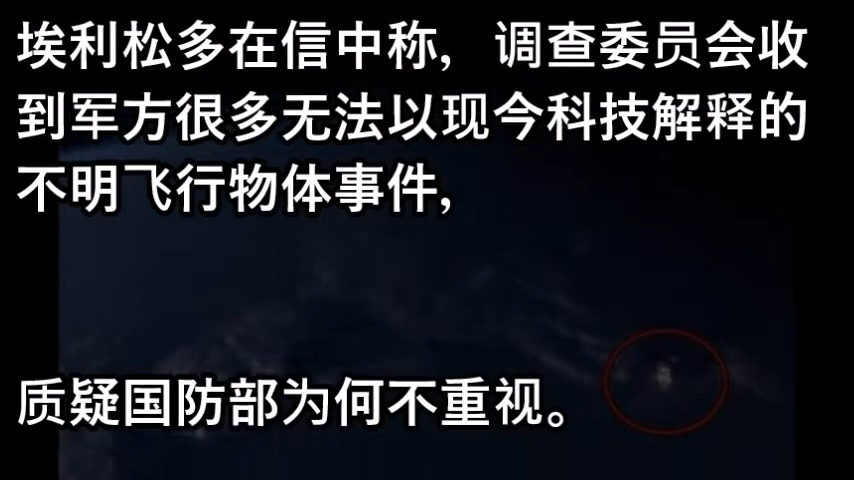 埃利松多在信中称, 调查委员会收
到军方很多无法以现今科技解释的
不明飞行物体事件,
质疑国防部为何不重视。